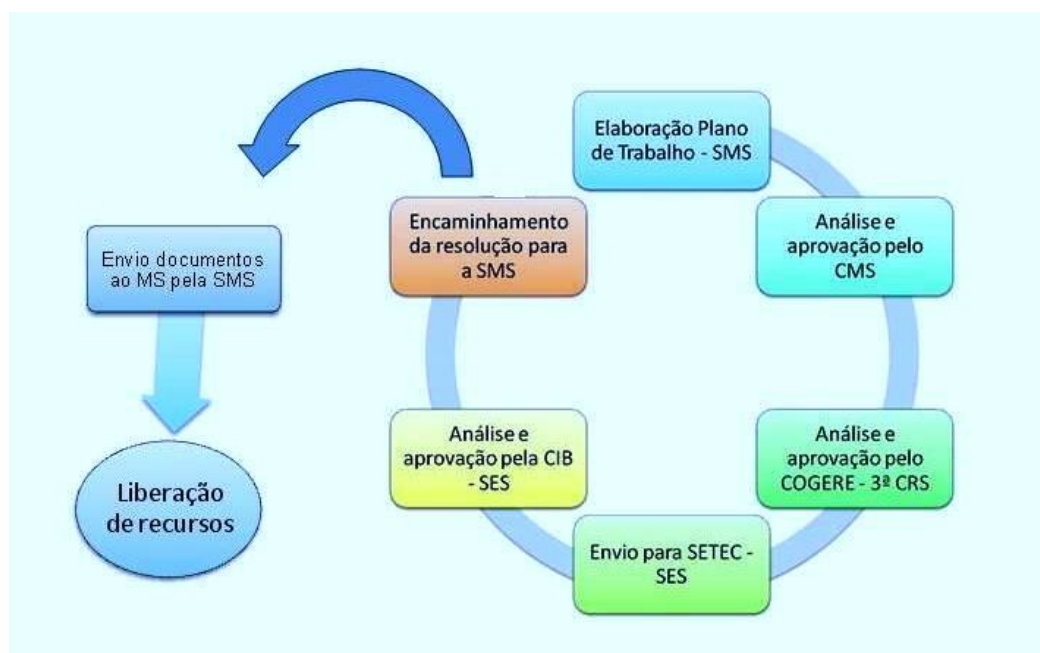 Elaboração Plano
de Trabalho - SMS
Análise e
aprovação pelo
CMS
Análise e
aprovação pelo
COGERE - 3ª CRS
Envio para SETEC -
SES
Análise e
aprovação pela CIB
- SES
Encaminhamento
da resolução para
a SMS
Envio documentos
ao MS pela SMS
Liberação
de recursos